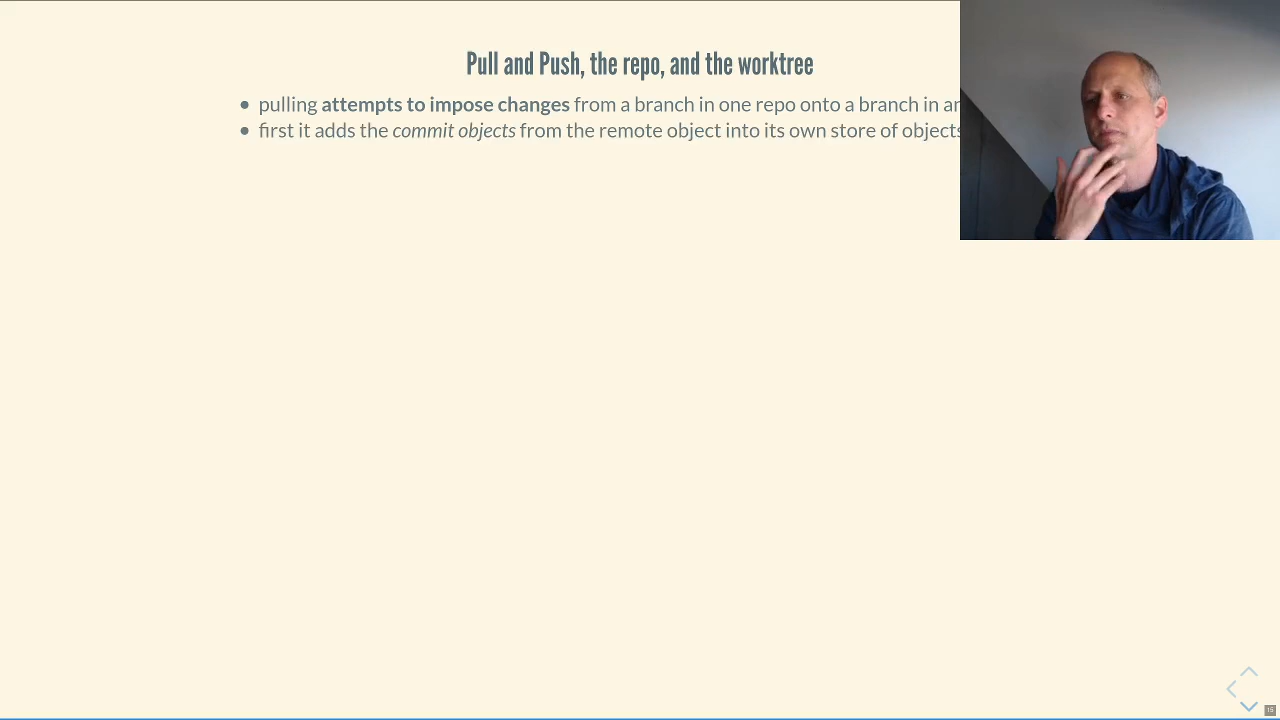 Pull and Push, the repo, and the worktree
• pulling attempts to impose changes from a branch in one repo onto a branch in
• first it adds the commit objects from the remote object into its own store of objects
15